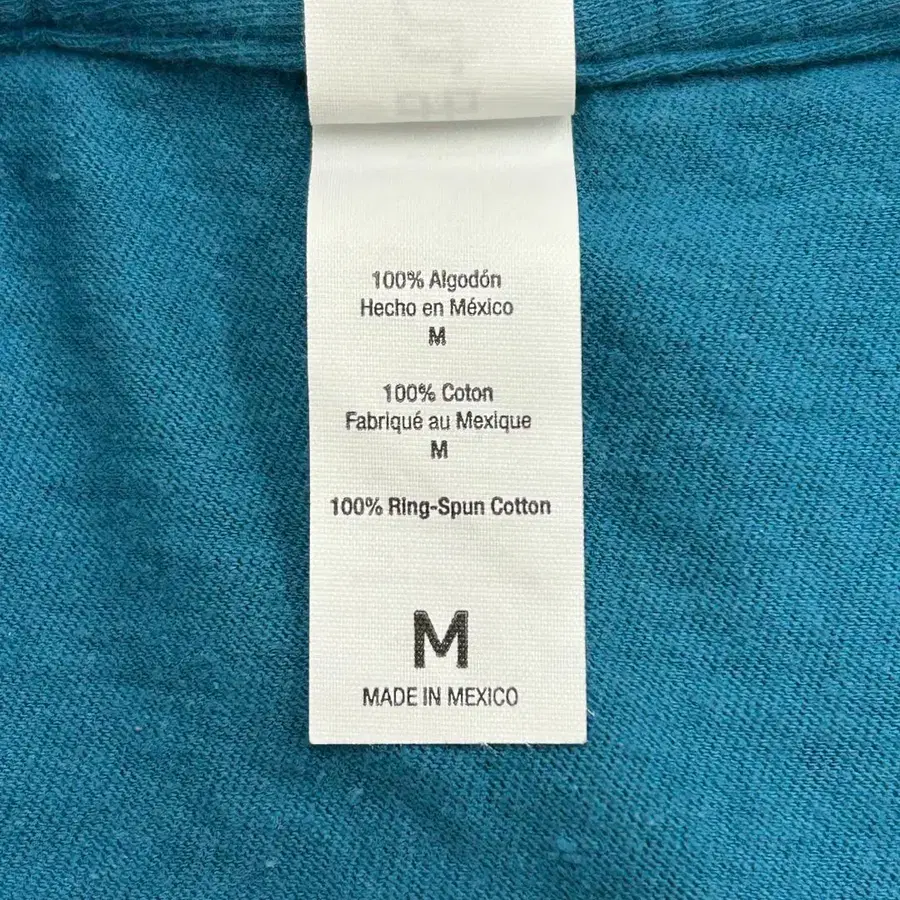 100% Algodón
Hecho en México
M
100% Coton
Fabriqué au Mexique
M
100% Ring-Spun Cotton
M
MADE IN MEXICO